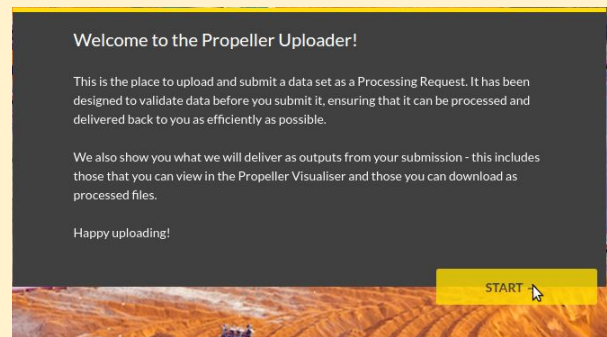 Welcome to the Propeller Uploader!
This is the place to upload and submit a data set as a Processing Request. It has been
designed to validate data before you submit it, ensuring that it can be processed and
delivered back to you as efficiently as possible.
We also show you what we will deliver as outputs from your submission - this includes
those that you can view in the Propeller Visualiser and those you can download as
processed files.
Happy uploading!
START